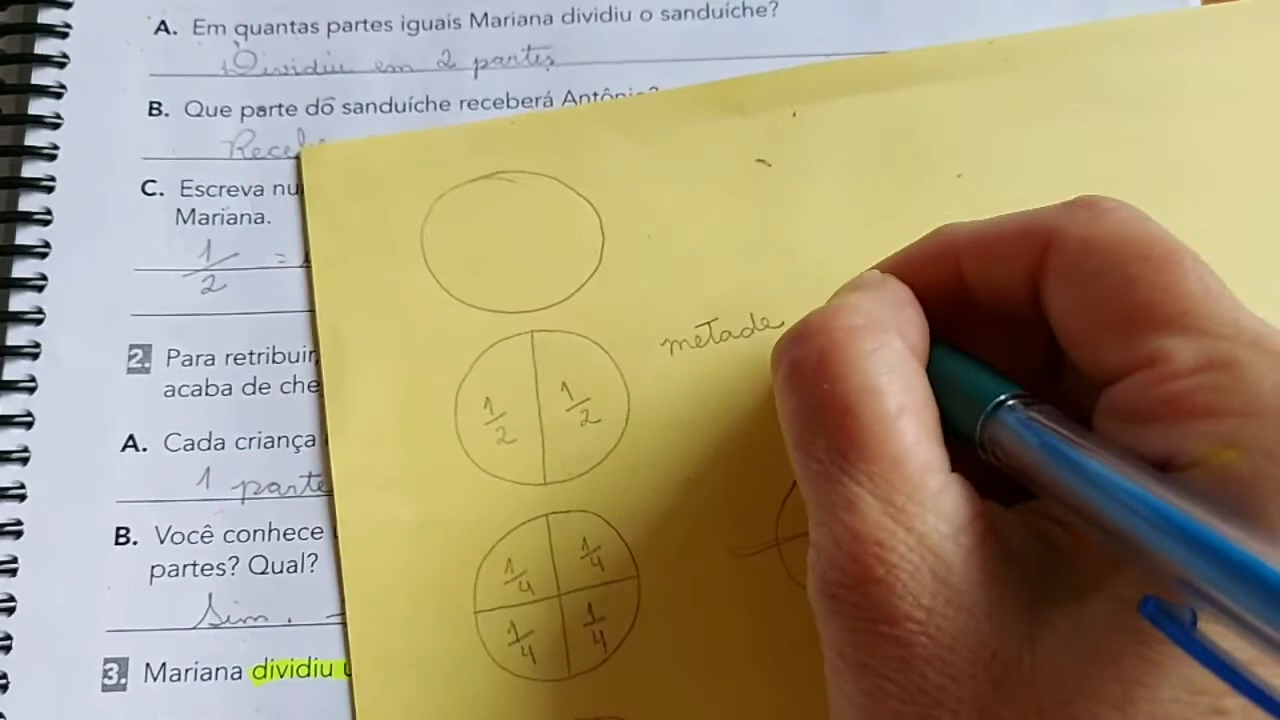 A. Em quantas partes iguais Mariana dividiu o sanduíche?
Dividiu em 2 partes
B. Que parte do sanduíche receberá
C. Escreva
Mariana.
1/2 =
2. Para retribuir,
acaba de
A. Cada criança
1 parte
B. Você conhece
partes? Qual?
Sim.
3. Mariana dividiu
metade
1/2 1/2
1/4 1/4
1/4 1/4